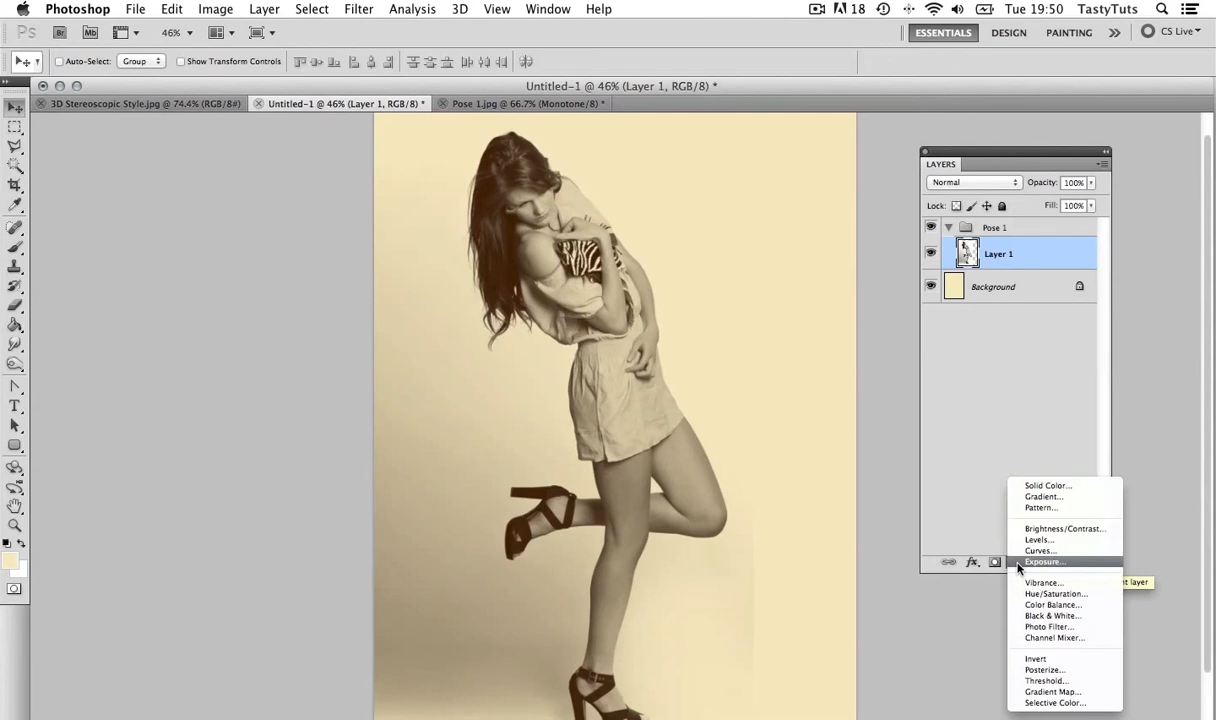 Photoshop File Edit Image Layer Select Filter Analysis 3D View Window Help 18 Tue 19:50 TastyTuts
Ps Br Mb 46% ESSENTIALS DESIGN PAINTING >> CS Live
Auto-Select: Group Show Transform Controls
Untitled-1 @ 46% (Layer 1, RGB/8) *
3D Stereoscopic Style.jpg @ 74.4% (RGB/8#) Untitled-1 @ 46% (Layer 1, RGB/8) * Pose 1.jpg @ 66.7% (Monotone/8) *
LAYERS
Normal Opacity: 100%
Lock: Fill: 100%
Pose 1
Layer 1
Background
Solid Color...
Gradient...
Pattern...
Brightness/Contrast...
Levels...
Curves...
Exposure...
fx.
Vibrance...
nt layer
Hue/Saturation...
Color Balance...
Black & White...
Photo Filter...
Channel Mixer...
Invert
Posterize...
Threshold...
Gradient Map...
Selective Color...